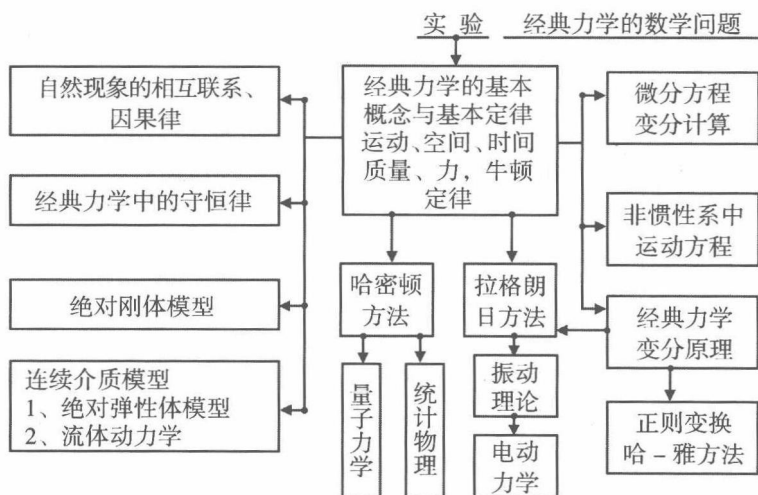 实 验
经典力学的数学问题
自然现象的相互联系、
因果律
经典力学中的守恒律
绝对刚体模型
连续介质模型
1、绝对弹性体模型
2、流体动力学
经典力学的基本
概念与基本定律
运动、空间、时间
质量、力，牛顿
定律
哈密顿
方法
拉格朗
日方法
量子力学
统计物理
振动
理论
电动
力学
微分方程
变分计算
非惯性系中
运动方程
经典力学
变分原理
正则变换
哈－雅方法